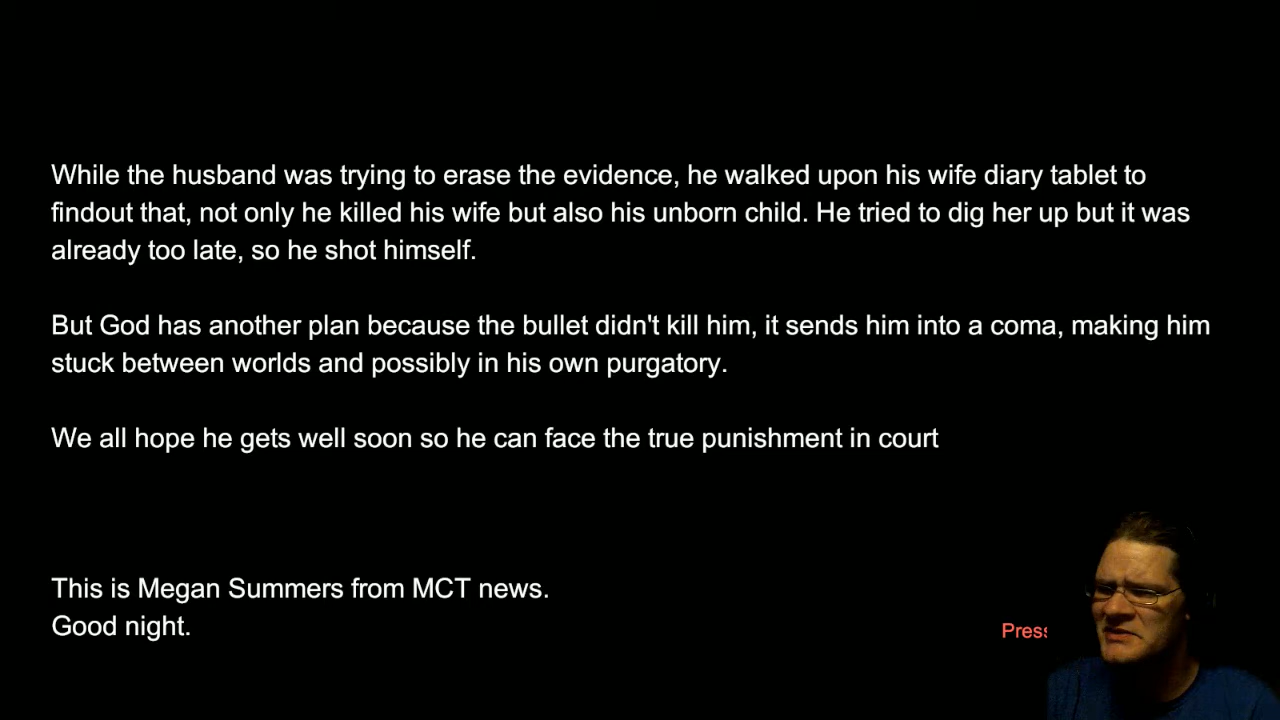 While the husband was trying to erase the evidence, he walked upon his wife diary tablet to
findout that, not only he killed his wife but also his unborn child. He tried to dig her up but it was
already too late, so he shot himself.
But God has another plan because the bullet didn't kill him, it sends him into a coma, making him
stuck between worlds and possibly in his own purgatory.
We all hope he gets well soon so he can face the true punishment in court
This is Megan Summers from MCT news.
Good night.
Press